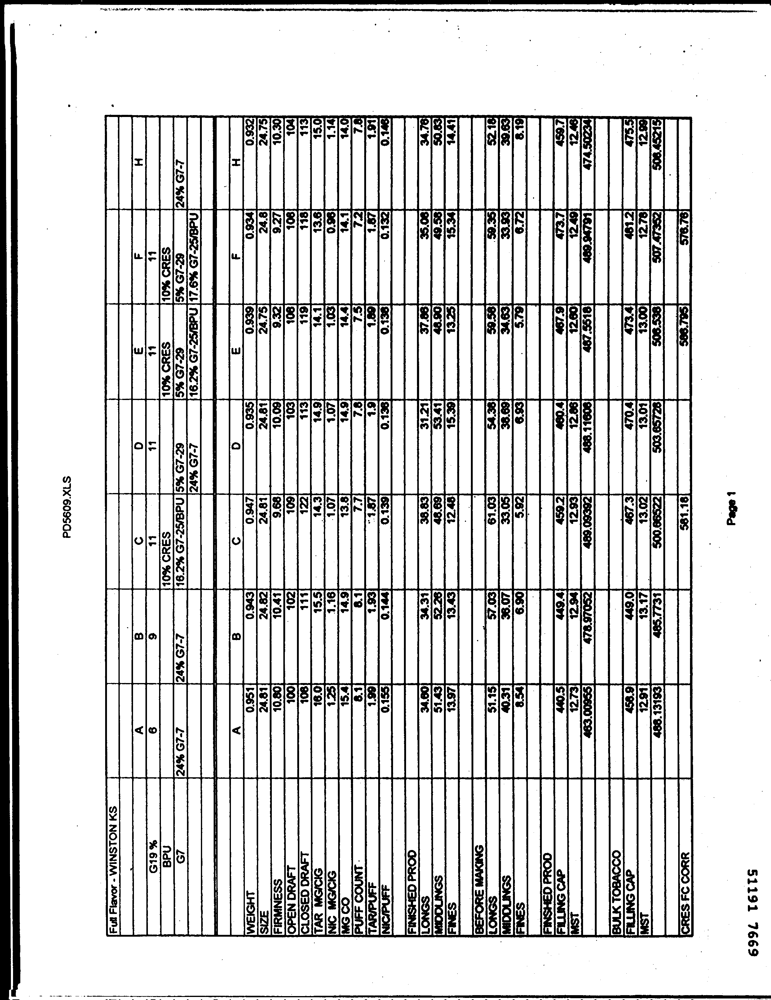 PD5609.XLS
Full Flavor - WINSTON KS
A B C D E F H
G19 % 6 9 11 11 11 11
BPU 10% CRES 10% CRES 10% CRES
G7 24% G7-7 24% G7-7 16.2% G7-25/BPU 5% G7-29 5% G7-29 5% G7-29 24% G7-7
24% G7-7 16.2% G7-25/BPU 17.6% G7-25/BPU
A B C D E F H
WEIGHT 0.951 0.943 0.947 0.935 0.939 0.934 0.932
SIZE 24.81 24.82 24.81 24.81 24.75 24.8 24.75
FIRMNESS 10.80 10.41 9.68 10.09 9.32 9.27 10.30
OPEN DRAFT 100 102 109 103 108 108 104
CLOSED DRAFT 108 111 122 113 119 118 113
TAR MG/CIG 16.0 15.5 14.3 14.9 14.1 13.6 15.0
NIC MG/CIG 1.25 1.16 1.07 1.07 1.03 0.96 1.14
MG CO 15.4 14.9 13.8 14.9 14.4 14.1 14.0
PUFF COUNT 8.1 8.1 7.7 7.8 7.5 7.2 7.8
TAR/PUFF 1.99 1.93 1.87 1.9 1.89 1.87 1.91
NIC/PUFF 0.155 0.144 0.139 0.136 0.138 0.132 0.146
FINISHED PROD
LONGS 34.60 34.31 38.83 31.21 37.86 35.08 34.76
MIDDLINGS 51.43 52.26 48.69 53.41 48.90 49.58 50.83
FINES 13.97 13.43 12.48 15.39 13.25 15.34 14.41
BEFORE MAKING
LONGS 51.15 57.03 61.03 54.38 59.58 59.35 52.18
MIDDLINGS 40.31 36.07 33.05 38.69 34.63 33.93 39.63
FINES 8.54 6.90 5.92 6.93 5.79 6.72 8.19
FINSHED PROD
FILLING CAP 440.5 449.4 459.2 460.4 467.9 473.7 459.7
MST 12.73 12.94 12.93 12.86 12.60 12.49 12.46
463.00955 478.97052 489.09392 488.11608 487.5518 489.94791 474.50234
BULK TOBACCO
FILLING CAP 456.9 449.0 467.3 470.4 473.4 481.2 475.5
MST 12.91 13.17 13.02 13.01 13.00 12.78 12.99
486.13193 485.7731 500.66522 503.65728 506.538 507.47352 508.45215
CRES FC CORR 581.18 588.795 576.76
Page 1
51191 7669